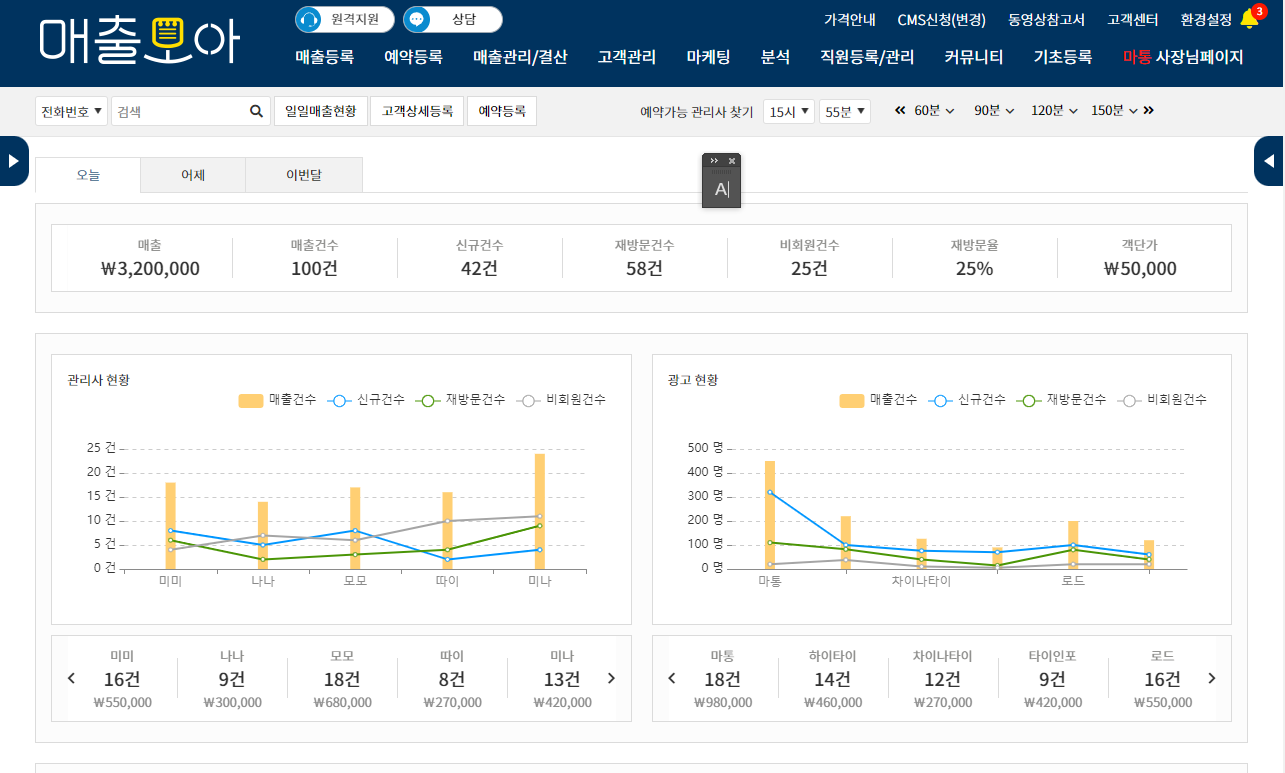 매출모아
원격지원 상담
가격안내 CMS신청(변경) 동영상참고서 고객센터 환경설정 3
매출등록 예약등록 매출관리/결산 고객관리 마케팅 분석 직원등록/관리 커뮤니티 기초등록 마통 사장님페이지
전화번호 검색 일일매출현황 고객상세등록 예약등록 예약가능 관리사 찾기 15시 55분 60분 90분 120분 150분
오늘 어제 이번달
A
매출 매출건수 신규건수 재방문건수 비회원건수 재방문율 객단가
₩3,200,000 100건 42건 58건 25건 25% ₩50,000
관리사 현황
매출건수 신규건수 재방문건수 비회원건수
25 건
20 건
15 건
10 건
5 건
0 건
미미 나나 모모 따이 미나
광고 현황
매출건수 신규건수 재방문건수 비회원건수
500 명
400 명
300 명
200 명
100 명
0 명
마통 차이나타이 로드
미미 나나 모모 따이 미나
16건 9건 18건 8건 13건
₩550,000 ₩300,000 ₩680,000 ₩270,000 ₩420,000
마통 하이타이 차이나타이 타이인포 로드
18건 14건 12건 9건 16건
₩980,000 ₩460,000 ₩270,000 ₩420,000 ₩550,000